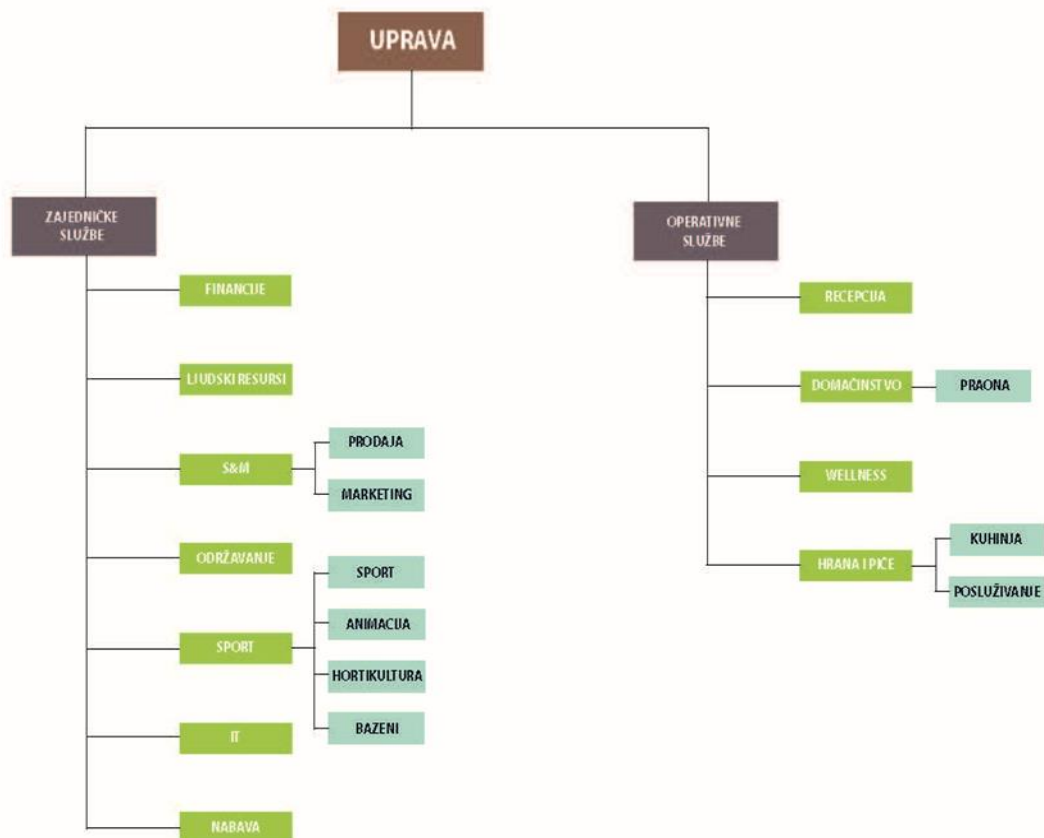 UPRAVA
ZAJEDNIČKE
SLUŽBE
FINANCIJE
LJUDSKI RESURSI
S&M
PRODAJA
MARKETING
ODRŽAVANJE
SPORT
SPORT
ANIMACIJA
HORTIKULTURA
BAZENI
IT
NABAVA
OPERATIVNE
SLUŽBE
RECEPCIJA
DOMAČINSTVO
PRAONA
WELLNESS
HRANA I PIĆE
KUHINJA
POSLUŽIVANJE